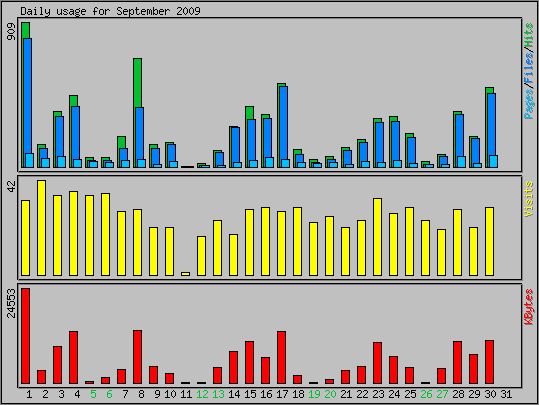 Daily usage for September 2009
909
Pages/Files/Hits
42
Visits
24553
KBytes
1 2 3 4 5 6 7 8 9 10 11 12 13 14 15 16 17 18 19 20 21 22 23 24 25 26 27 28 29 30 31